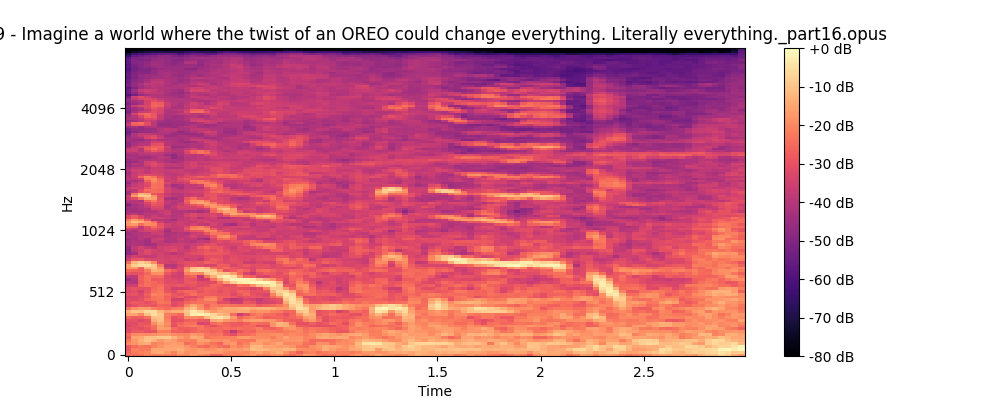 9 - Imagine a world where the twist of an OREO could change everything. Literally everything._part16.opus
+0 dB
4096
-10 dB
-20 dB
2048
-30 dB
Hz
-40 dB
1024
-50 dB
512
-60 dB
-70 dB
0
-80 dB
0
0.5
1
1.5
2
2.5
Time